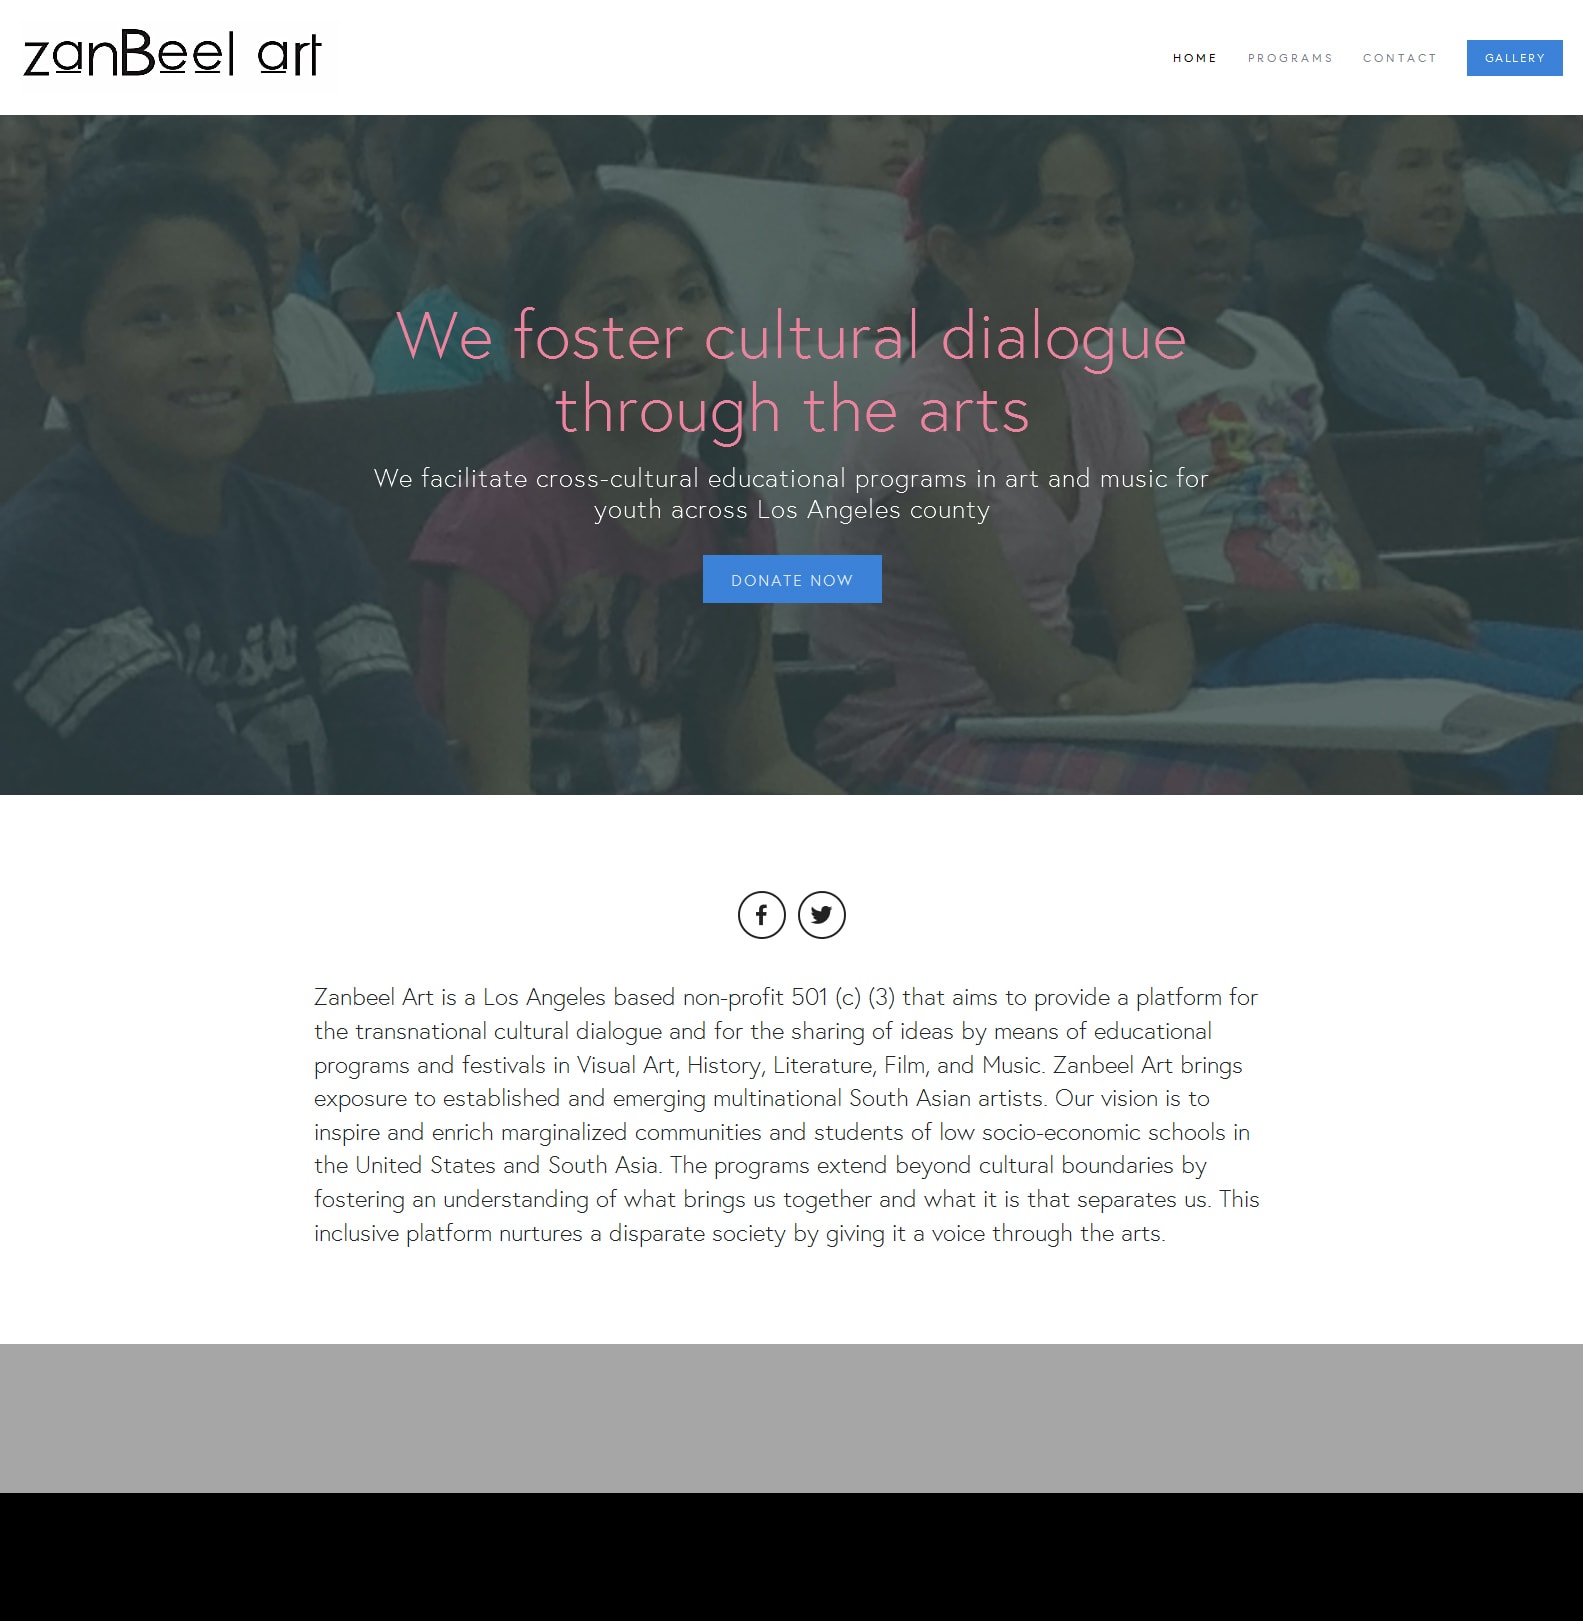 zanBeel art
HOME
PROGRAMS
CONTACT
GALLERY
We foster cultural dialogue
through the arts
We facilitate cross-cultural educational programs in art and music for
youth across Los Angeles county
DONATE NOW
Zanbeel Art is a Los Angeles based non-profit 501 (c) (3) that aims to provide a platform for
the transnational cultural dialogue and for the sharing of ideas by means of educational
programs and festivals in Visual Art, History, Literature, Film, and Music. Zanbeel Art brings
exposure to established and emerging multinational South Asian artists. Our vision is to
inspire and enrich marginalized communities and students of low socio-economic schools in
the United States and South Asia. The programs extend beyond cultural boundaries by
fostering an understanding of what brings us together and what it is that separates us. This
inclusive platform nurtures a disparate society by giving it a voice through the arts.